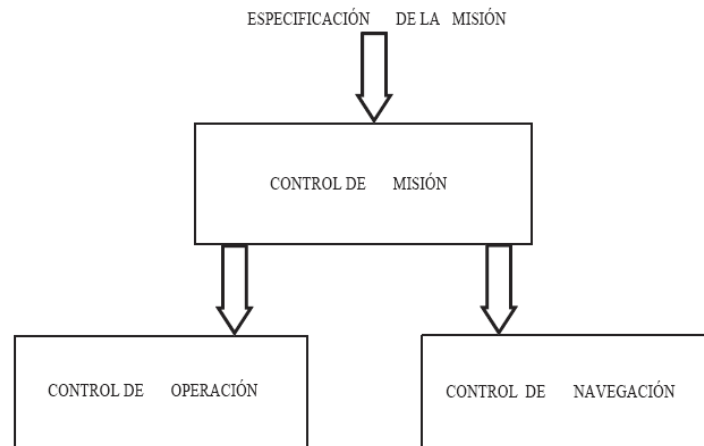 ESPECIFICACIÓN DE LA MISIÓN
CONTROL DE MISIÓN
CONTROL DE OPERACIÓN
CONTROL DE NAVEGACIÓN